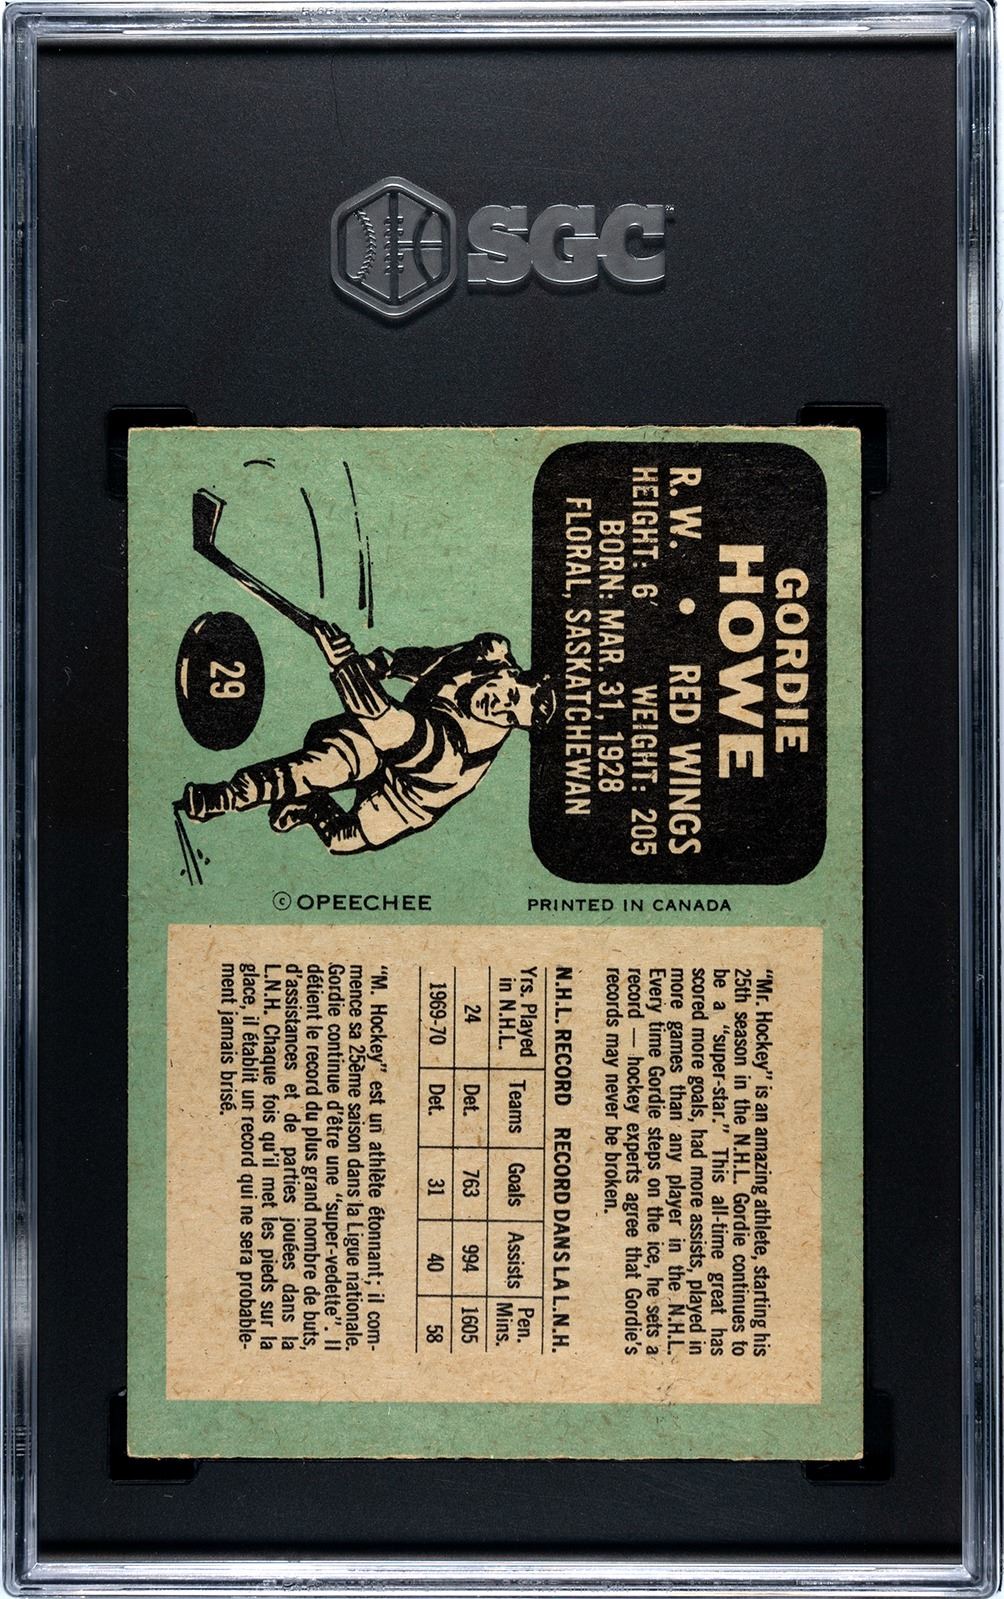 SGC
GORDIE
HOWE
R.W. • RED WINGS
HEIGHT: 6' WEIGHT: 205
BORN: MAR. 31, 1928
FLORAL, SASKATCHEWAN
29
© OPEECHEE
PRINTED IN CANADA
"Mr. Hockey" is an amazing athlete, starting his
25th season in the N.H.L. Gordie continues to
be a "super-star." This all-time great has
scored more goals, had more assists, played in
more games than any player in the N.H.L.
Every time Gordie steps on the ice, he sets a
record — hockey experts agree that Gordie's
records may never be broken.
N.H.L. RECORD RECORD DANS LA L.N.H.
Yrs. Played in N.H.L. Teams Goals Assists Pen. Mins.
24 Det. 763 994 1605
1969-70 Det. 31 40 58
"M. Hockey" est un athlète étonnant; il com-
mence sa 25ème saison dans la Ligue nationale.
Gordie continue d'être une "super-vedette". Il
détient le record du plus grand nombre de buts,
d'assistances et de parties jouées dans la
L.N.H. Chaque fois qu'il met les pieds sur la
glace, il établit un record qui ne sera probable-
ment jamais brisé.